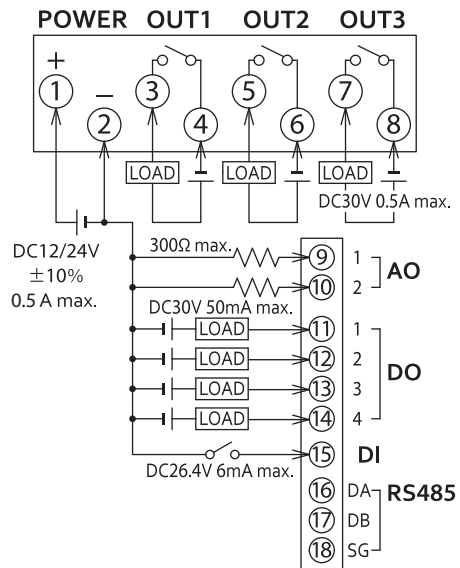 POWER OUT1 OUT2 OUT3
+ −
1 2 3 4 5 6 7 8
LOAD LOAD LOAD
DC30V 0.5A max.
DC12/24V
±10%
0.5 A max.
300Ω max.
9 1
10 2
AO
DC30V 50mA max.
LOAD 11 1
LOAD 12 2
LOAD 13 3
LOAD 14 4
DO
15 DI
DC26.4V 6mA max.
16 DA RS485
17 DB
18 SG